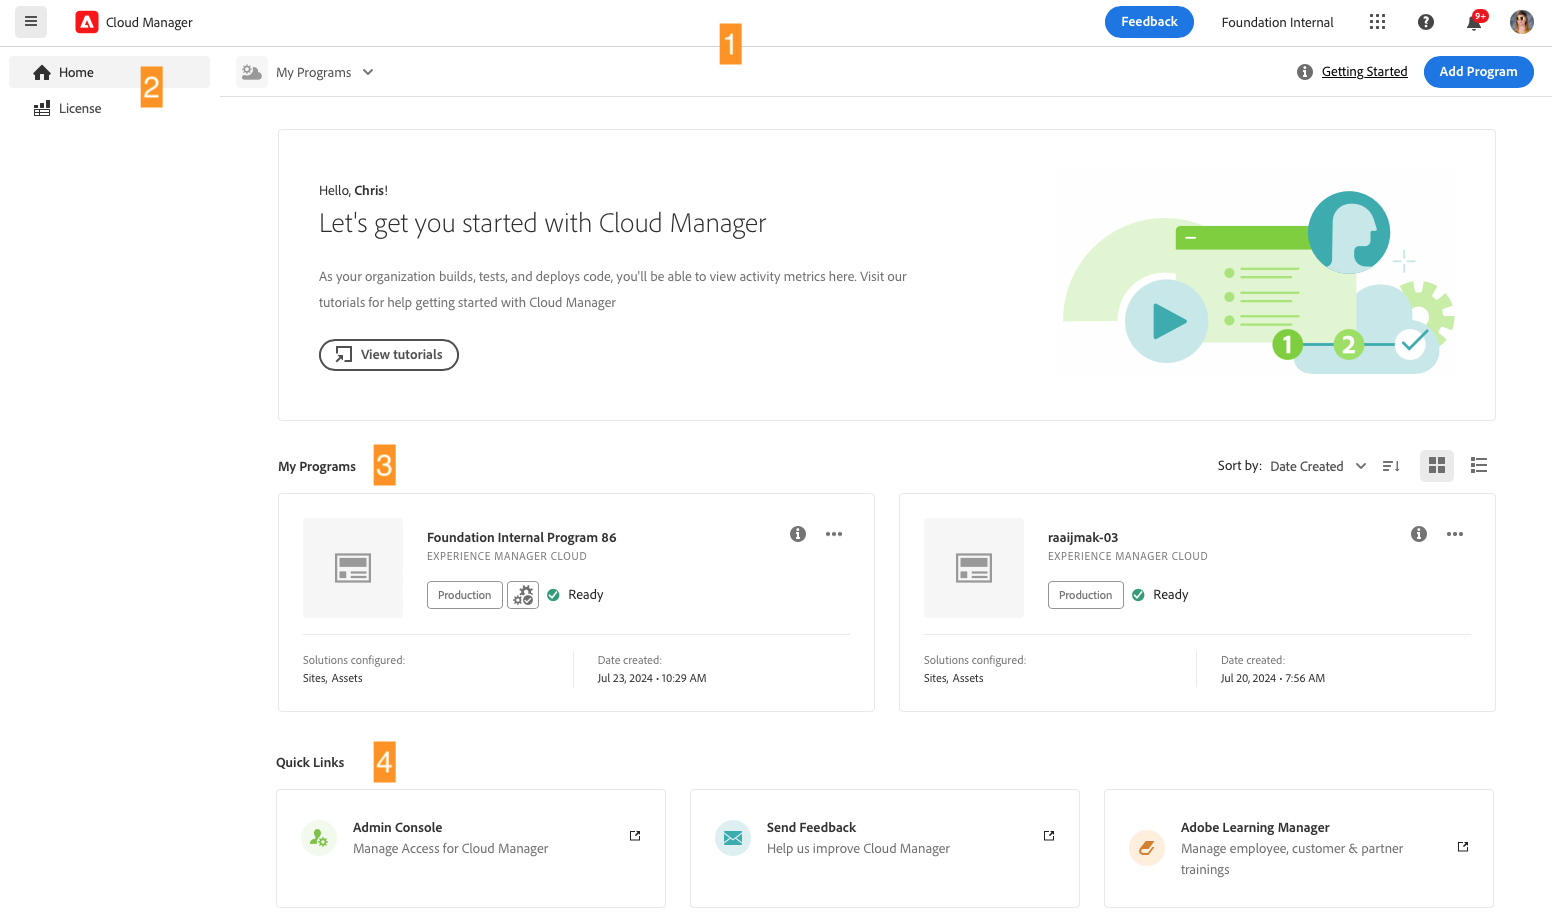 Cloud Manager
1
Feedback
Foundation Internal
9+
Home
2
License
My Programs
Getting Started
Add Program
Hello, Chris!
Let's get you started with Cloud Manager
As your organization builds, tests, and deploys code, you'll be able to view activity metrics here. Visit our
tutorials for help getting started with Cloud Manager
View tutorials
1 2
My Programs
3
Sort by: Date Created
Foundation Internal Program 86
EXPERIENCE MANAGER CLOUD
Production
Ready
Solutions configured:
Sites, Assets
Date created:
Jul 23, 2024 • 10:29 AM
raaijmak-03
EXPERIENCE MANAGER CLOUD
Production
Ready
Solutions configured:
Sites, Assets
Date created:
Jul 20, 2024 • 7:56 AM
Quick Links
4
Admin Console
Manage Access for Cloud Manager
Send Feedback
Help us improve Cloud Manager
Adobe Learning Manager
Manage employee, customer & partner
trainings